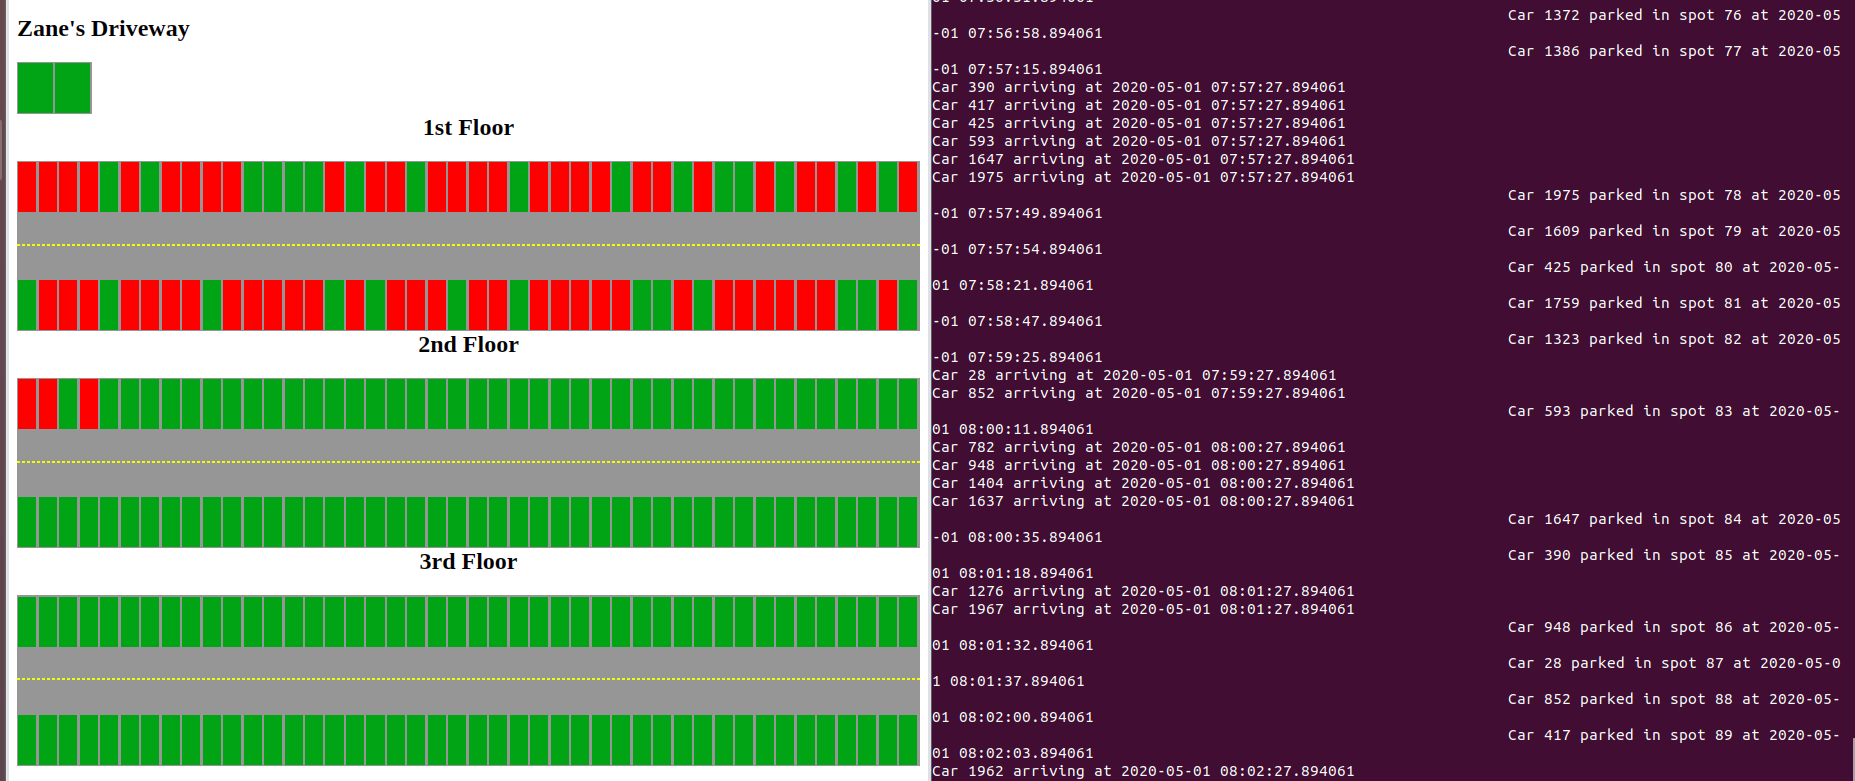 Zane's Driveway
1st Floor
2nd Floor
3rd Floor
01 07:56:51.894061
Car 1372 parked in spot 76 at 2020-05
-01 07:56:58.894061
Car 1386 parked in spot 77 at 2020-05
-01 07:57:15.894061
Car 390 arriving at 2020-05-01 07:57:27.894061
Car 417 arriving at 2020-05-01 07:57:27.894061
Car 425 arriving at 2020-05-01 07:57:27.894061
Car 593 arriving at 2020-05-01 07:57:27.894061
Car 1647 arriving at 2020-05-01 07:57:27.894061
Car 1975 arriving at 2020-05-01 07:57:27.894061
Car 1975 parked in spot 78 at 2020-05
-01 07:57:49.894061
Car 1609 parked in spot 79 at 2020-05
-01 07:57:54.894061
Car 425 parked in spot 80 at 2020-05-
01 07:58:21.894061
Car 1759 parked in spot 81 at 2020-05
-01 07:58:47.894061
Car 1323 parked in spot 82 at 2020-05
-01 07:59:25.894061
Car 28 arriving at 2020-05-01 07:59:27.894061
Car 852 arriving at 2020-05-01 07:59:27.894061
Car 593 parked in spot 83 at 2020-05-
01 08:00:11.894061
Car 782 arriving at 2020-05-01 08:00:27.894061
Car 948 arriving at 2020-05-01 08:00:27.894061
Car 1404 arriving at 2020-05-01 08:00:27.894061
Car 1637 arriving at 2020-05-01 08:00:27.894061
Car 1647 parked in spot 84 at 2020-05
-01 08:00:35.894061
Car 390 parked in spot 85 at 2020-05-
01 08:01:18.894061
Car 1276 arriving at 2020-05-01 08:01:27.894061
Car 1967 arriving at 2020-05-01 08:01:27.894061
Car 948 parked in spot 86 at 2020-05-
01 08:01:32.894061
Car 28 parked in spot 87 at 2020-05-0
1 08:01:37.894061
Car 852 parked in spot 88 at 2020-05-
01 08:02:00.894061
Car 417 parked in spot 89 at 2020-05-
01 08:02:03.894061
Car 1962 arriving at 2020-05-01 08:02:27.894061